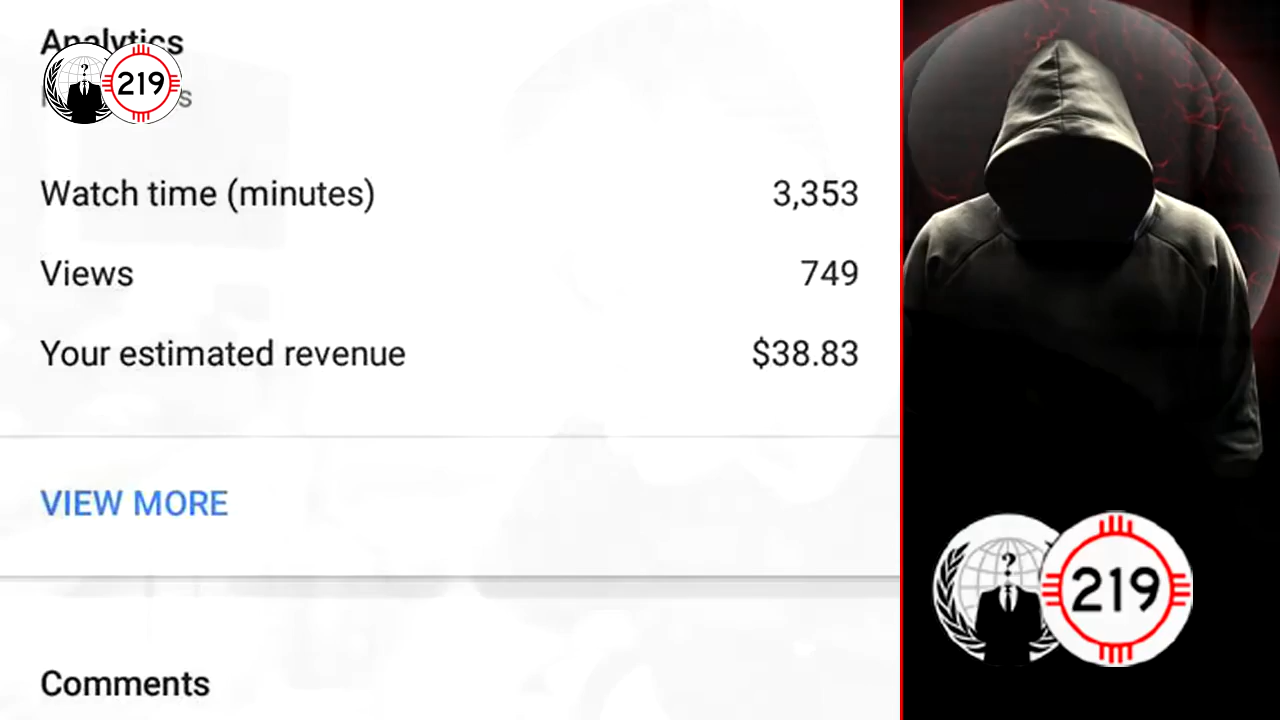 Analytics
219
Watch time (minutes) 3,353
Views 749
Your estimated revenue $38.83
VIEW MORE
Comments
?
219